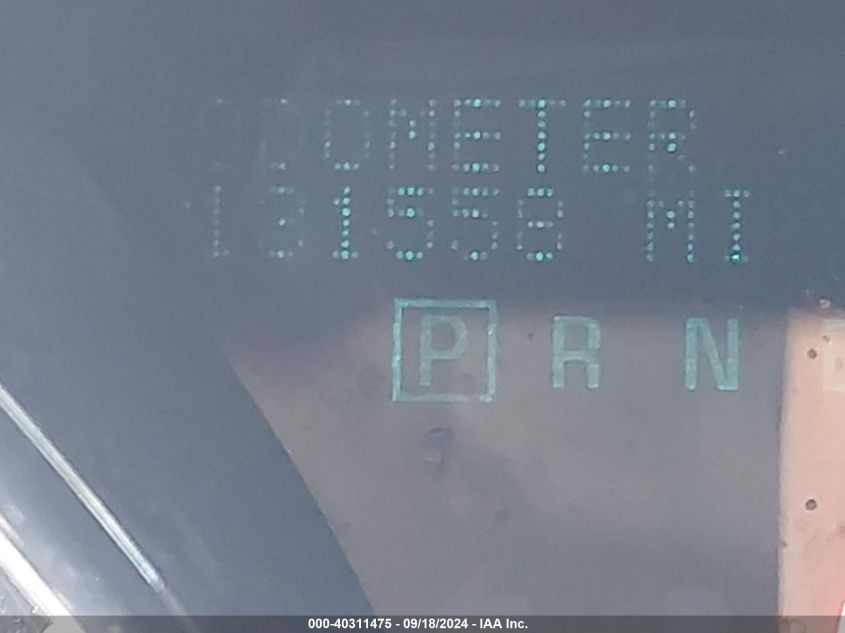 ODOMETER
131558 MI
P R N
000-40311475 - 09/18/2024 - IAA Inc.